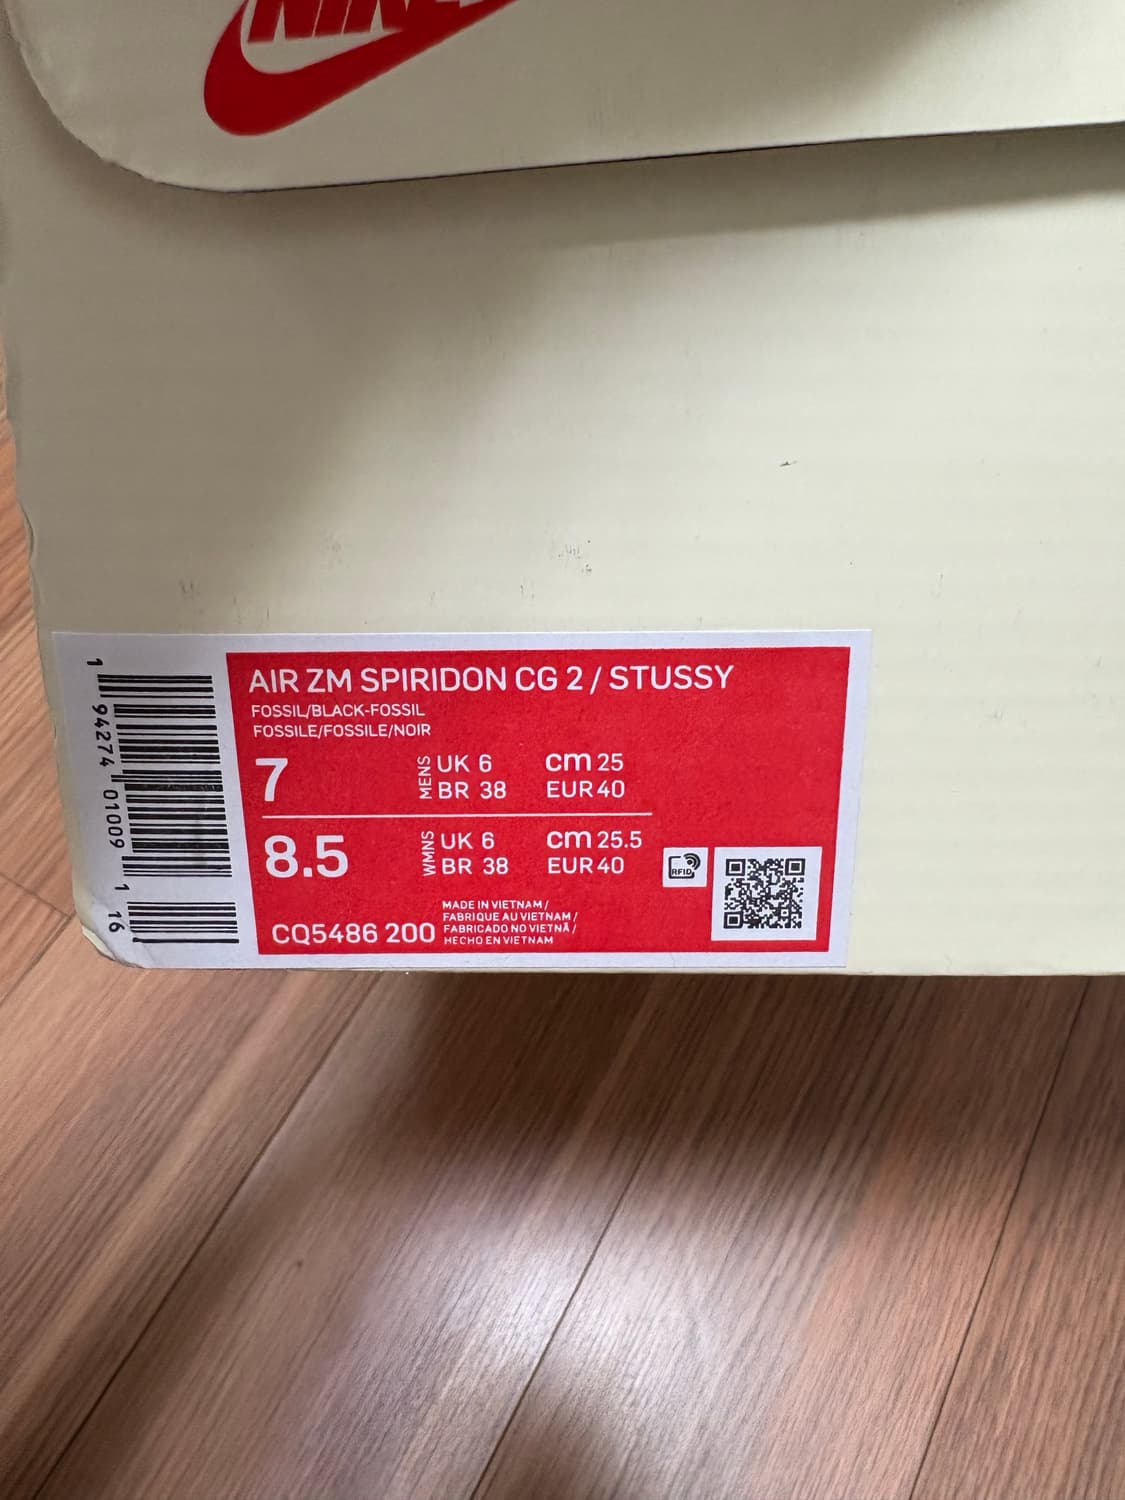 NIKE
AIR ZM SPIRIDON CG 2 / STUSSY
FOSSIL/BLACK-FOSSIL
FOSSILE/FOSSILE/NOIR
7 MENS UK 6 cm 25
BR 38 EUR 40
8.5 WMNS UK 6 cm 25.5
BR 38 EUR 40
RFID
CQ5486 200
MADE IN VIETNAM /
FABRIQUE AU VIETNAM /
FABRICADO NO VIETNÃ /
HECHO EN VIETNAM
1 94274 01009 1 16